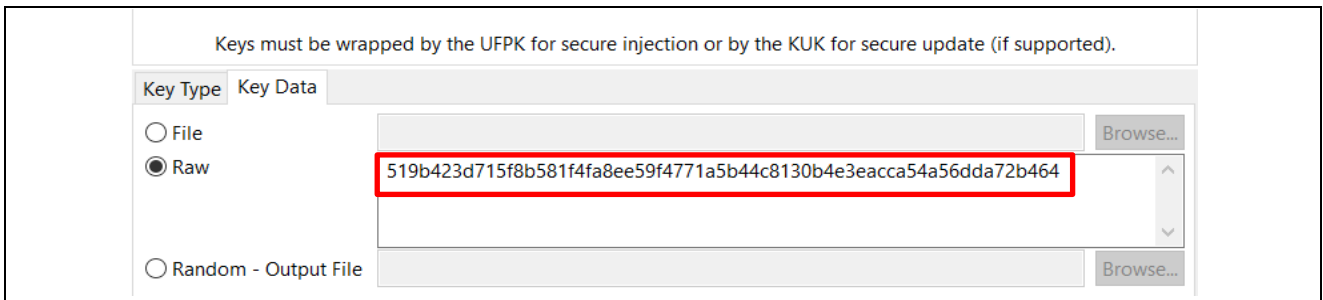 Keys must be wrapped by the UFPK for secure injection or by the KUK for secure update (if supported).
Key Type Key Data
File Browse...
Raw 519b423d715f8b581f4fa8ee59f4771a5b44c8130b4e3eacca54a56dda72b464
Random - Output File Browse...